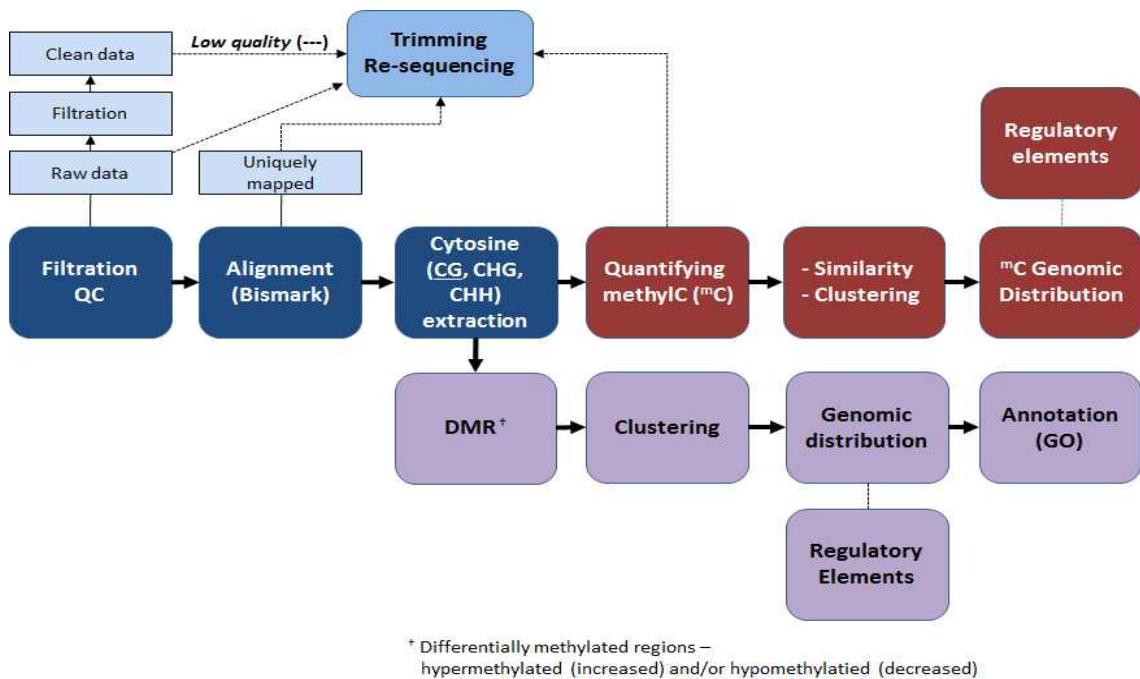 Clean data
Low quality (---)
Trimming
Re-sequencing
Filtration
Raw data
Uniquely
mapped
Regulatory
elements
Filtration
QC
Alignment
(Bismark)
Cytosine
(CG, CHG,
CHH)
extraction
Quantifying
methylC (ᵐC)
- Similarity
- Clustering
ᵐC Genomic
Distribution
DMR †
Clustering
Genomic
distribution
Annotation
(GO)
Regulatory
Elements
† Differentially methylated regions –
hypermethylated (increased) and/or hypomethylatied (decreased)